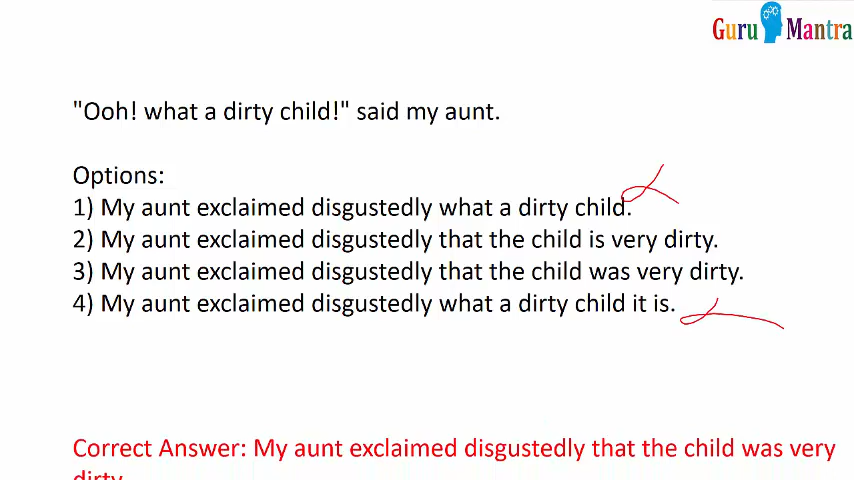 Guru Mantra
"Ooh! what a dirty child!" said my aunt.
Options:
1) My aunt exclaimed disgustedly what a dirty child.
2) My aunt exclaimed disgustedly that the child is very dirty.
3) My aunt exclaimed disgustedly that the child was very dirty.
4) My aunt exclaimed disgustedly what a dirty child it is.
Correct Answer: My aunt exclaimed disgustedly that the child was very
dirty